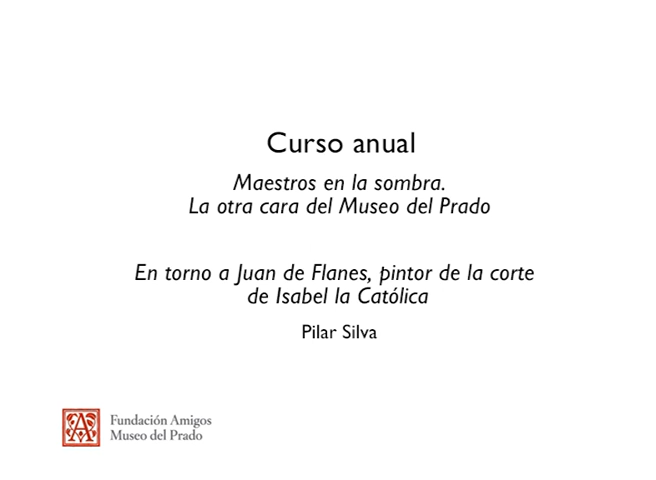 Curso anual
Maestros en la sombra.
La otra cara del Museo del Prado
En torno a Juan de Flanes, pintor de la corte
de Isabel la Católica
Pilar Silva
Fundación Amigos
Museo del Prado